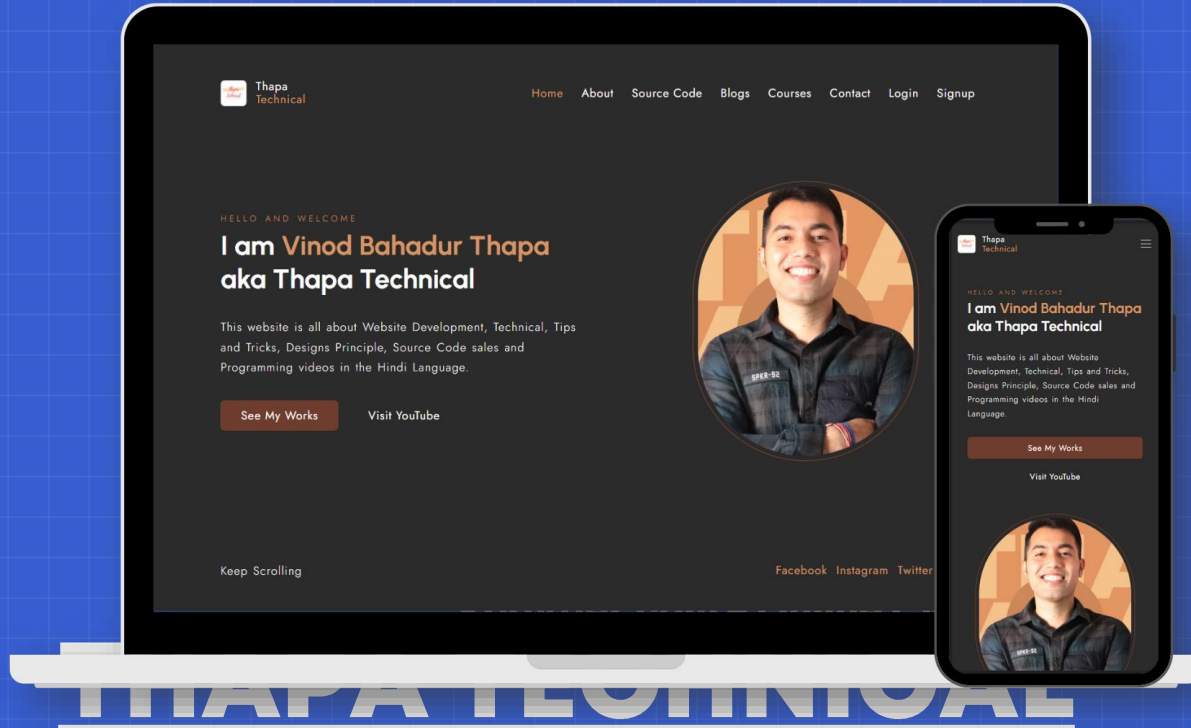 Thapa
Technical
Home About Source Code Blogs Courses Contact Login Signup
HELLO AND WELCOME
I am Vinod Bahadur Thapa
aka Thapa Technical
This website is all about Website Development, Technical, Tips
and Tricks, Designs Principle, Source Code sales and
Programming videos in the Hindi Language.
See My Works Visit YouTube
SPKR-52
Keep Scrolling
Facebook Instagram Twitter
Thapa
Technical
HELLO AND WELCOME
I am Vinod Bahadur Thapa
aka Thapa Technical
This website is all about Website
Development, Technical, Tips and Tricks,
Designs Principle, Source Code sales and
Programming videos in the Hindi
Language.
See My Works
Visit YouTube
SPKR-52
THAPA TECHNICAL